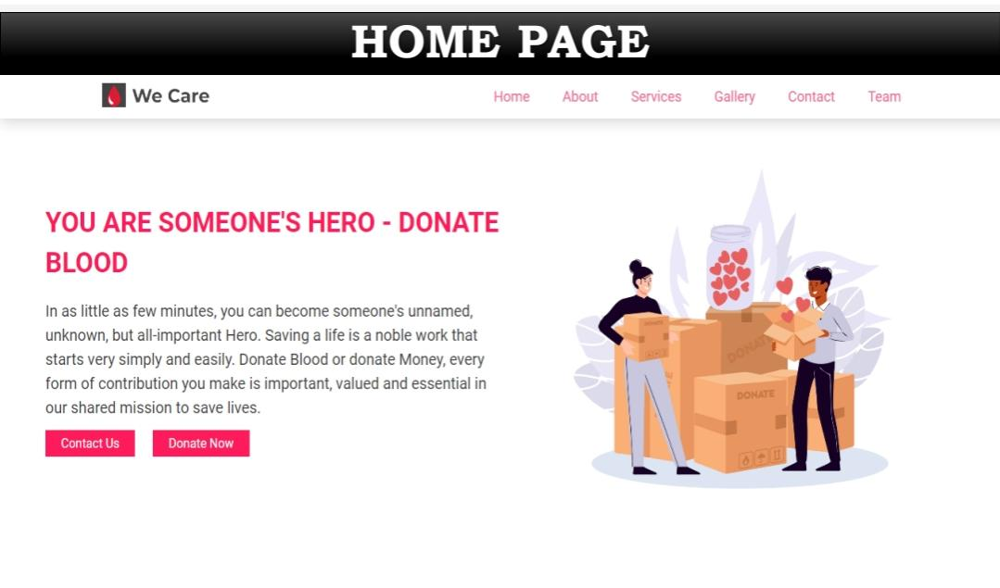 HOME PAGE
We Care
Home About Services Gallery Contact Team
YOU ARE SOMEONE'S HERO - DONATE
BLOOD
In as little as few minutes, you can become someone's unnamed,
unknown, but all-important Hero. Saving a life is a noble work that
starts very simply and easily. Donate Blood or donate Money, every
form of contribution you make is important, valued and essential in
our shared mission to save lives.
Contact Us Donate Now
DONATE
DONATE